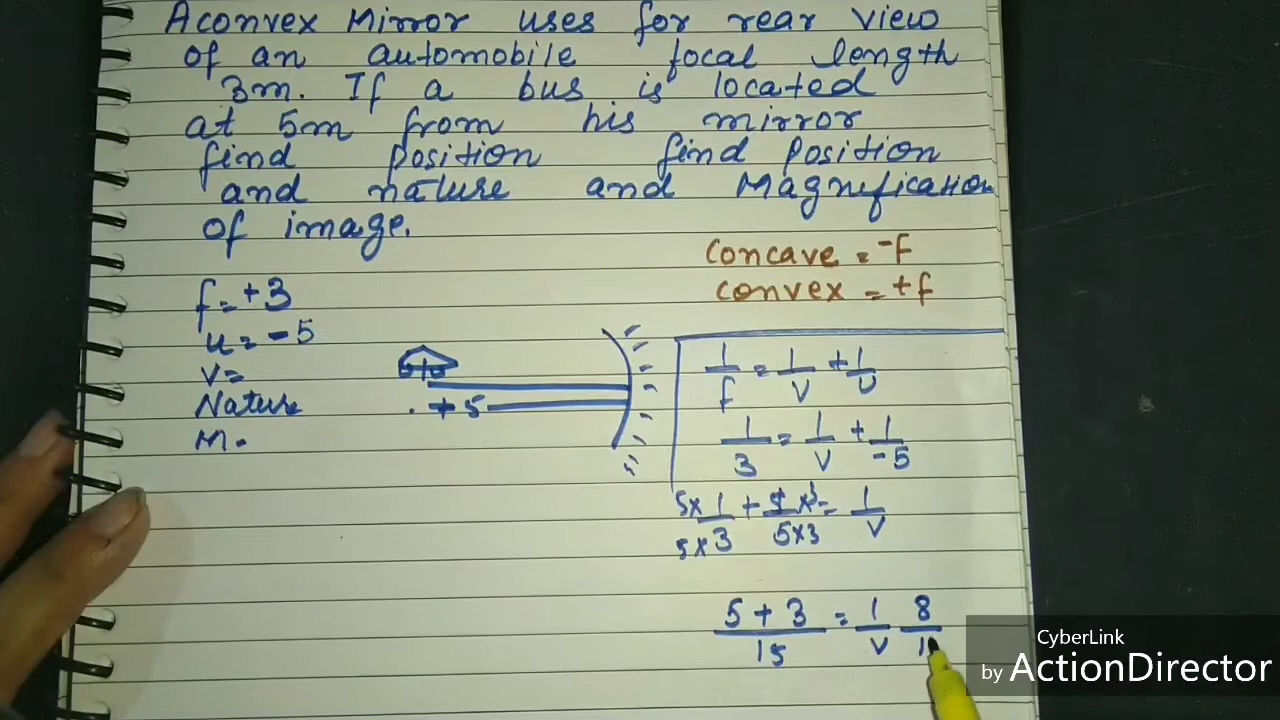 Aconvex Mirror uses for rear view
of an automobile focal length
3m. If a bus is located
at 5m from his mirror
find position find position
and nature and Magnification
of image.
concave = -f
convex = +f
f = +3
u = -5
v =
Nature
M =
+5
1/f = 1/v + 1/u
1/3 = 1/v + 1/-5
5×1/5×3 + 1×3/5×3 = 1/v
5+3/15 = 1/v 8/1
CyberLink
by ActionDirector